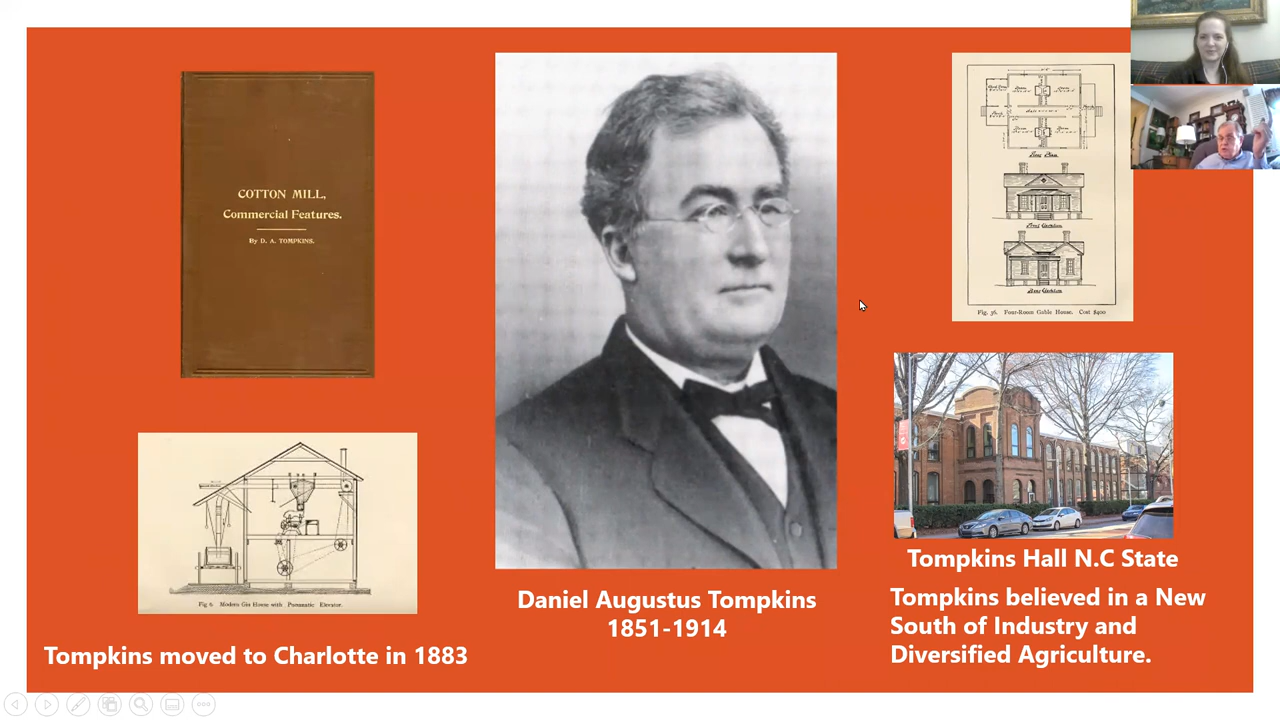 COTTON MILL,
Commercial Features.
By D. A. TOMPKINS.
Fig 6. Modern Gin House with Pneumatic Elevator.
Tompkins moved to Charlotte in 1883
Daniel Augustus Tompkins
1851-1914
Fig. 36. Four-Room Gable House. Cost $400
Tompkins Hall N.C State
Tompkins believed in a New
South of Industry and
Diversified Agriculture.